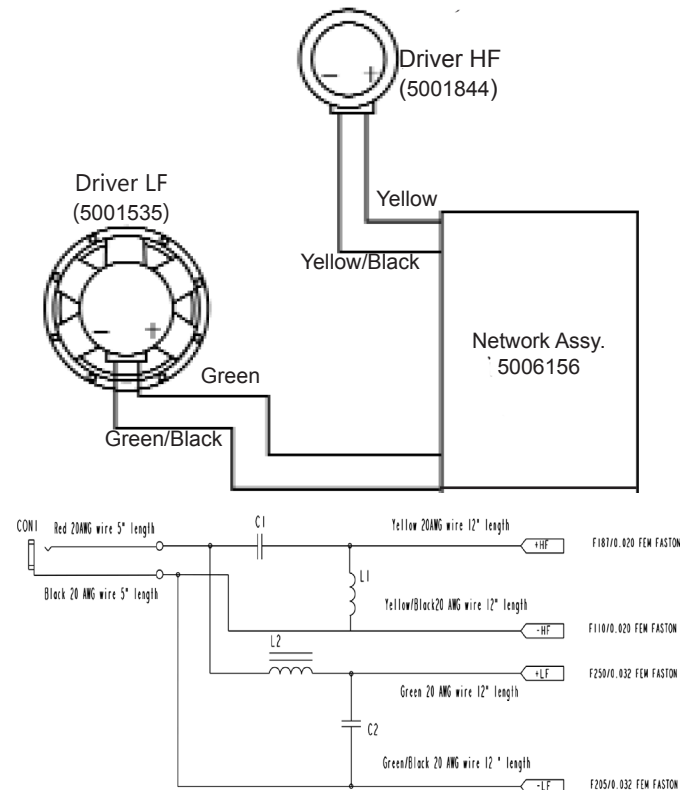 Driver HF
(5001844)
Driver LF
(5001535)
Yellow
Yellow/Black
Network Assy.
5006156
Green
Green/Black
CON1
Red 20AWG wire 5" length
C1
Yellow 20AWG wire 12" length
+HF
F187/0.020 FEM FASTON
L1
Black 20 AWG wire 5" length
Yellow/Black20 AWG wire 12" length
-HF
F110/0.020 FEM FASTON
L2
+LF
F250/0.032 FEM FASTON
Green 20 AWG wire 12" length
C2
Green/Black 20 AWG wire 12 " length
-LF
F205/0.032 FEM FASTON